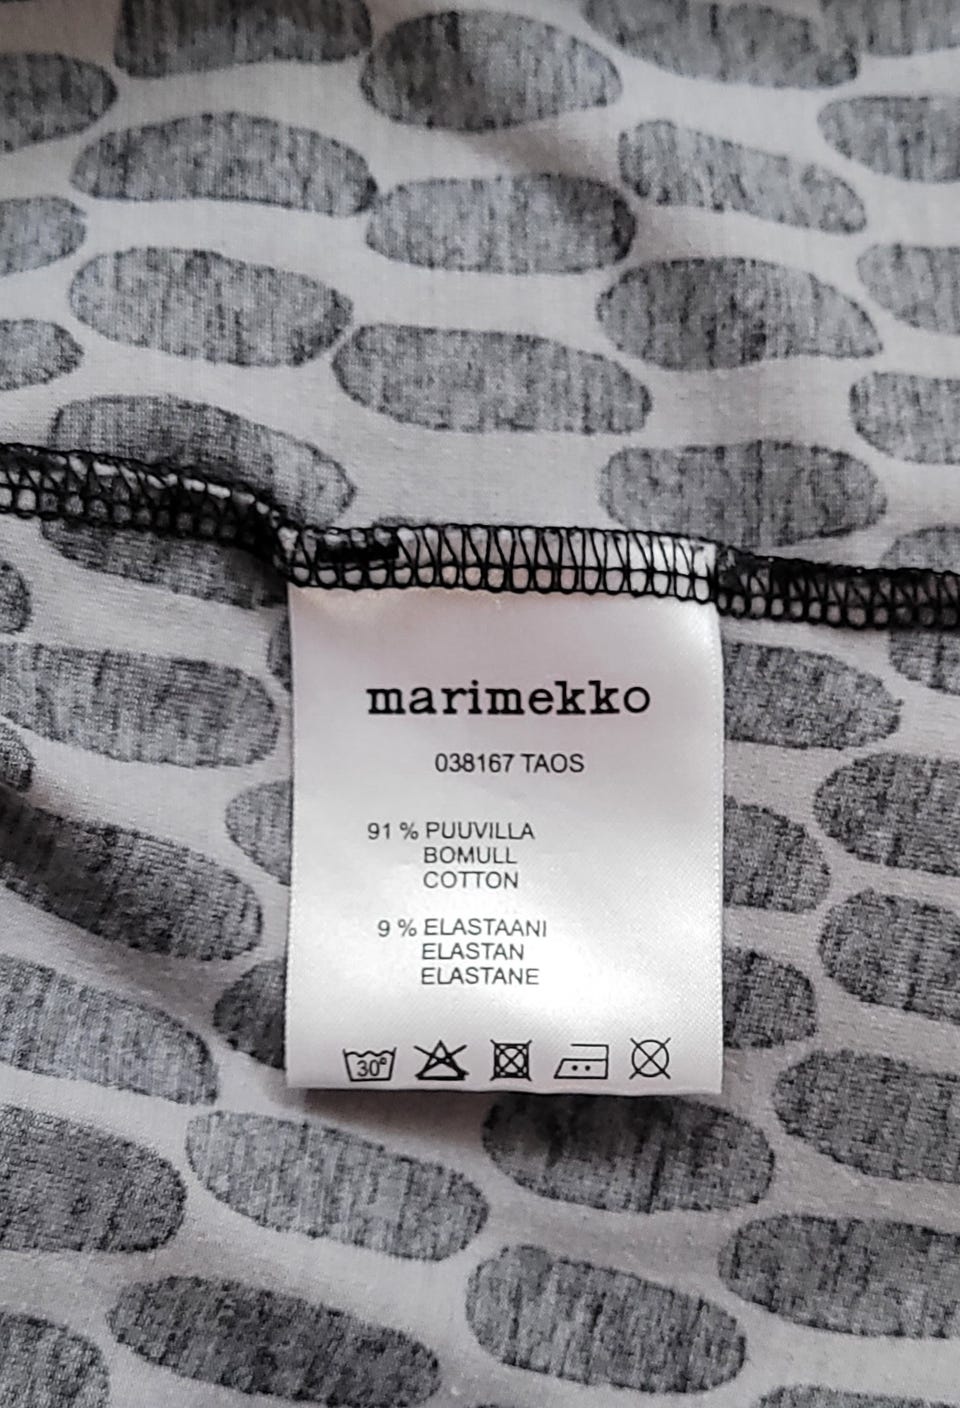 marimekko
038167 TAOS
91 % PUUVILLA
BOMULL
COTTON
9 % ELASTAANI
ELASTAN
ELASTANE
30°